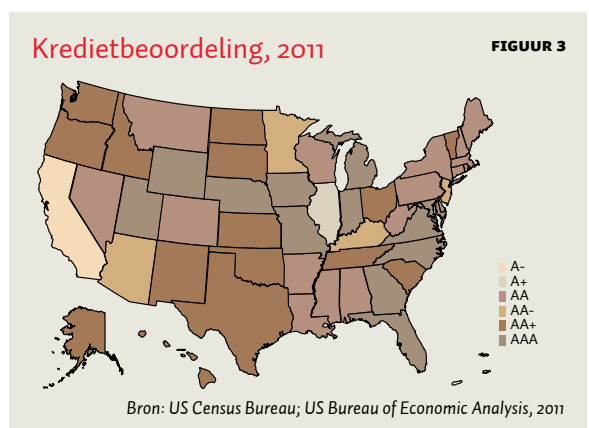 Kredietbeoordeling, 2011
FIGUUR 3
A-
A+
AA
AA-
AA+
AAA
Bron: US Census Bureau; US Bureau of Economic Analysis, 2011